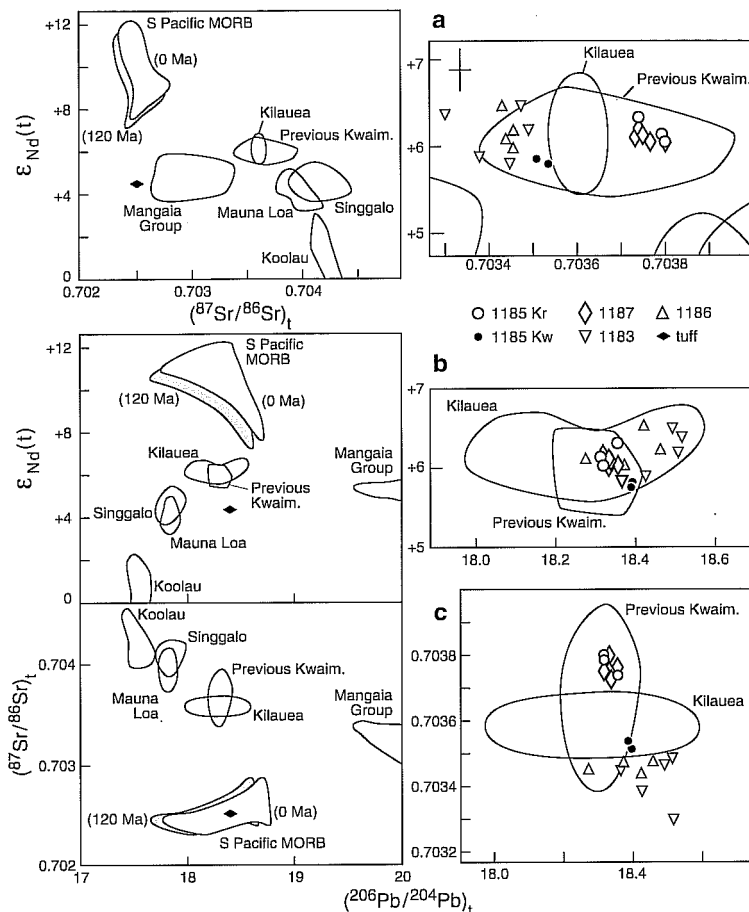 S Pacific MORB
(0 Ma)
(120 Ma)
Kilauea
Previous Kwaim.
Mangaia
Group
Mauna Loa
Singgalo
Koolau
+12
+8
+4
0
εNd(t)
0.702
0.703
0.704
(87Sr/86Sr)t
a
Kilauea
Previous Kwaim.
+7
+6
+5
0.7034
0.7036
0.7038
1185 Kr
1187
1186
1185 Kw
1183
tuff
S Pacific
MORB
(120 Ma)
(0 Ma)
Kilauea
Mangaia
Group
Previous
Kwaim.
Singgalo
Mauna Loa
Koolau
+12
+8
+4
0
εNd(t)
b
Kilauea
Previous Kwaim.
+7
+6
+5
18.0
18.2
18.4
18.6
Koolau
Singgalo
Previous Kwaim.
Mauna
Loa
Kilauea
Mangaia
Group
(120 Ma)
(0 Ma)
S Pacific MORB
0.704
0.703
0.702
(87Sr/86Sr)t
17
18
19
20
c
Previous Kwaim.
Kilauea
0.7038
0.7036
0.7034
0.7032
18.0
18.4
(206Pb/204Pb)t